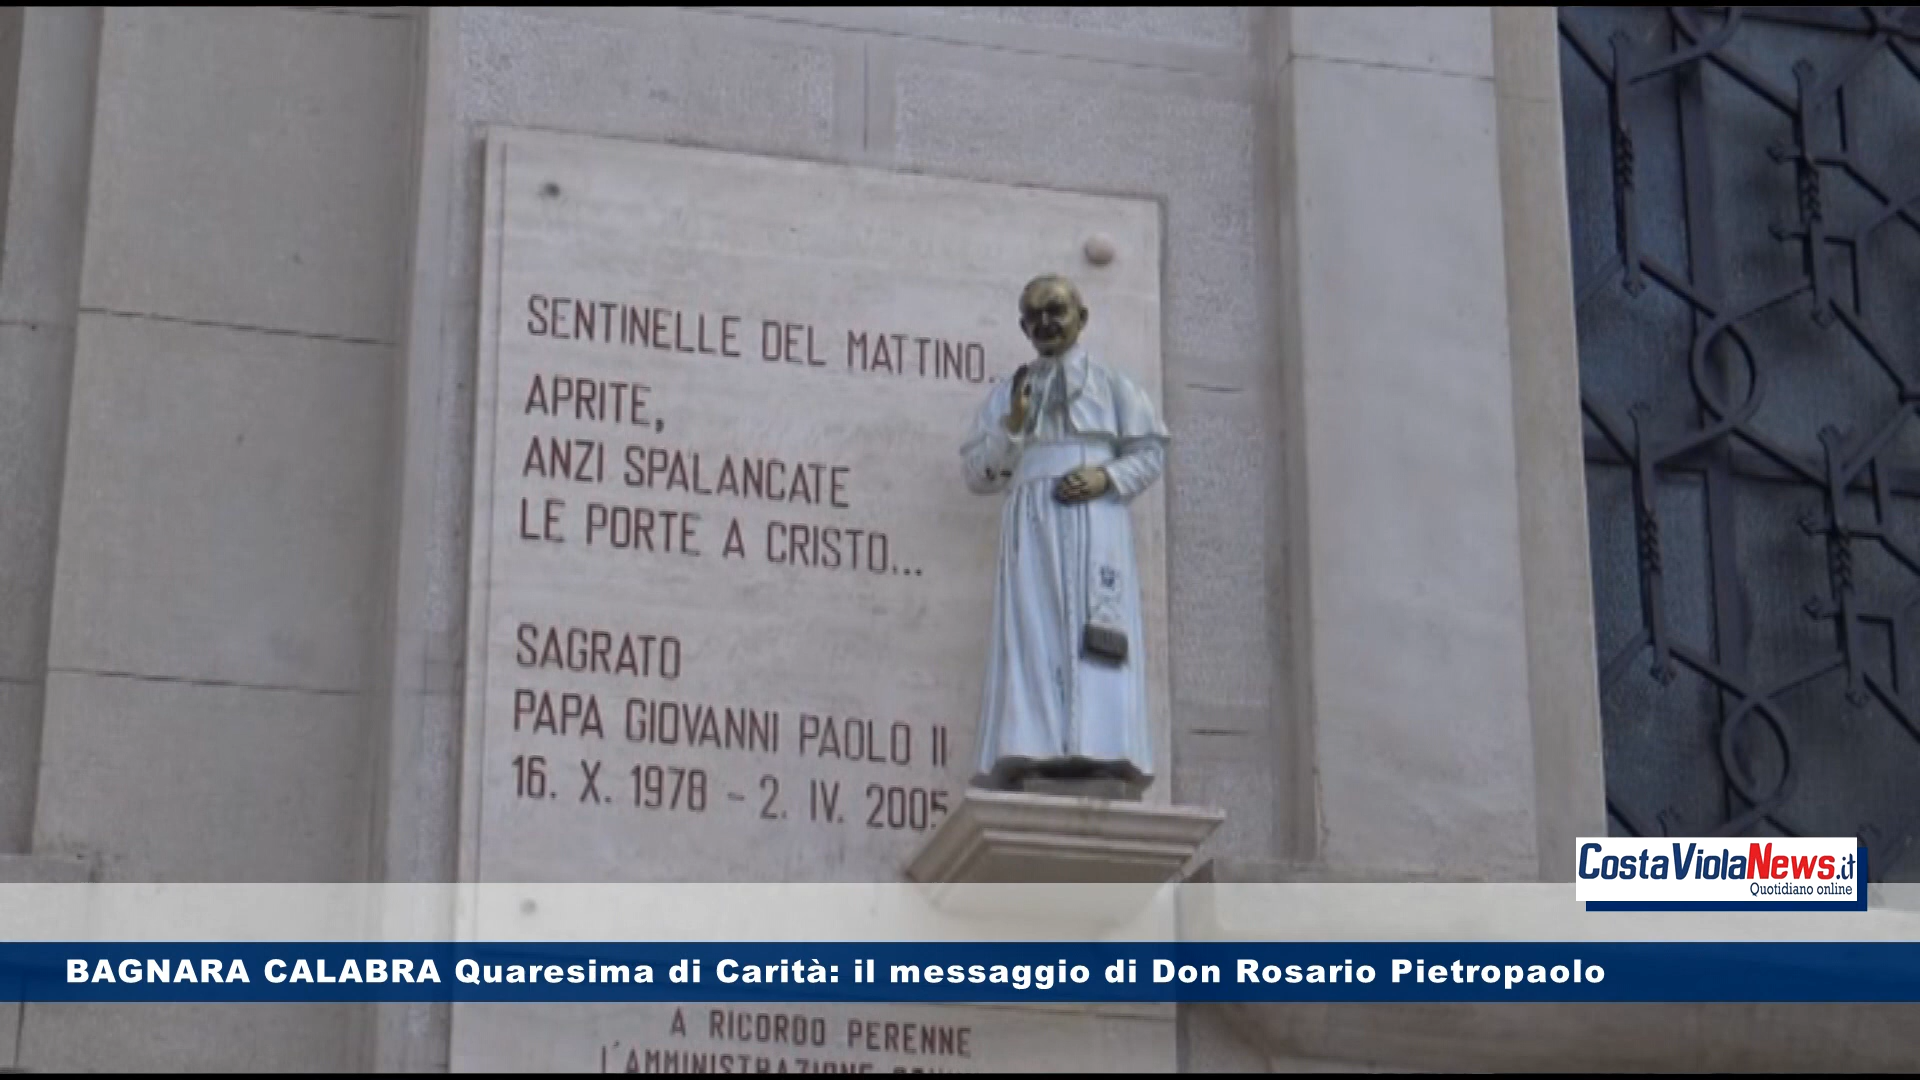 SENTINELLE DEL MATTINO...
APRITE,
ANZI SPALANCATE
LE PORTE A CRISTO...
SAGRATO
PAPA GIOVANNI PAOLO II
16. X. 1978 - 2. IV. 2005
CostaViolaNews.it
Quotidiano online
BAGNARA CALABRA Quaresima di Carità: il messaggio di Don Rosario Pietropaolo
A RICORDO PERENNE
L'AMMINISTRAZIONE